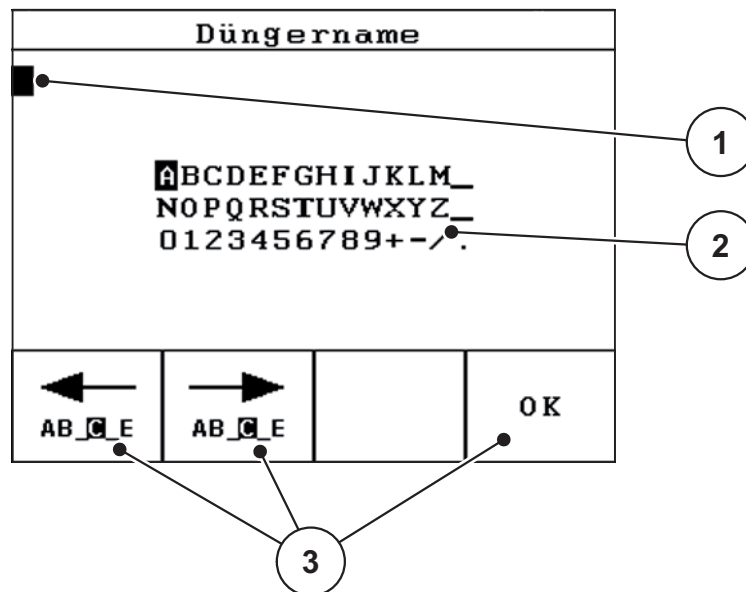 Düngername
1
ABCDEFGHIJKLM_
NOPQRSTUVWXYZ_
0123456789+-/.
2
AB_C_E
AB_C_E
OK
3